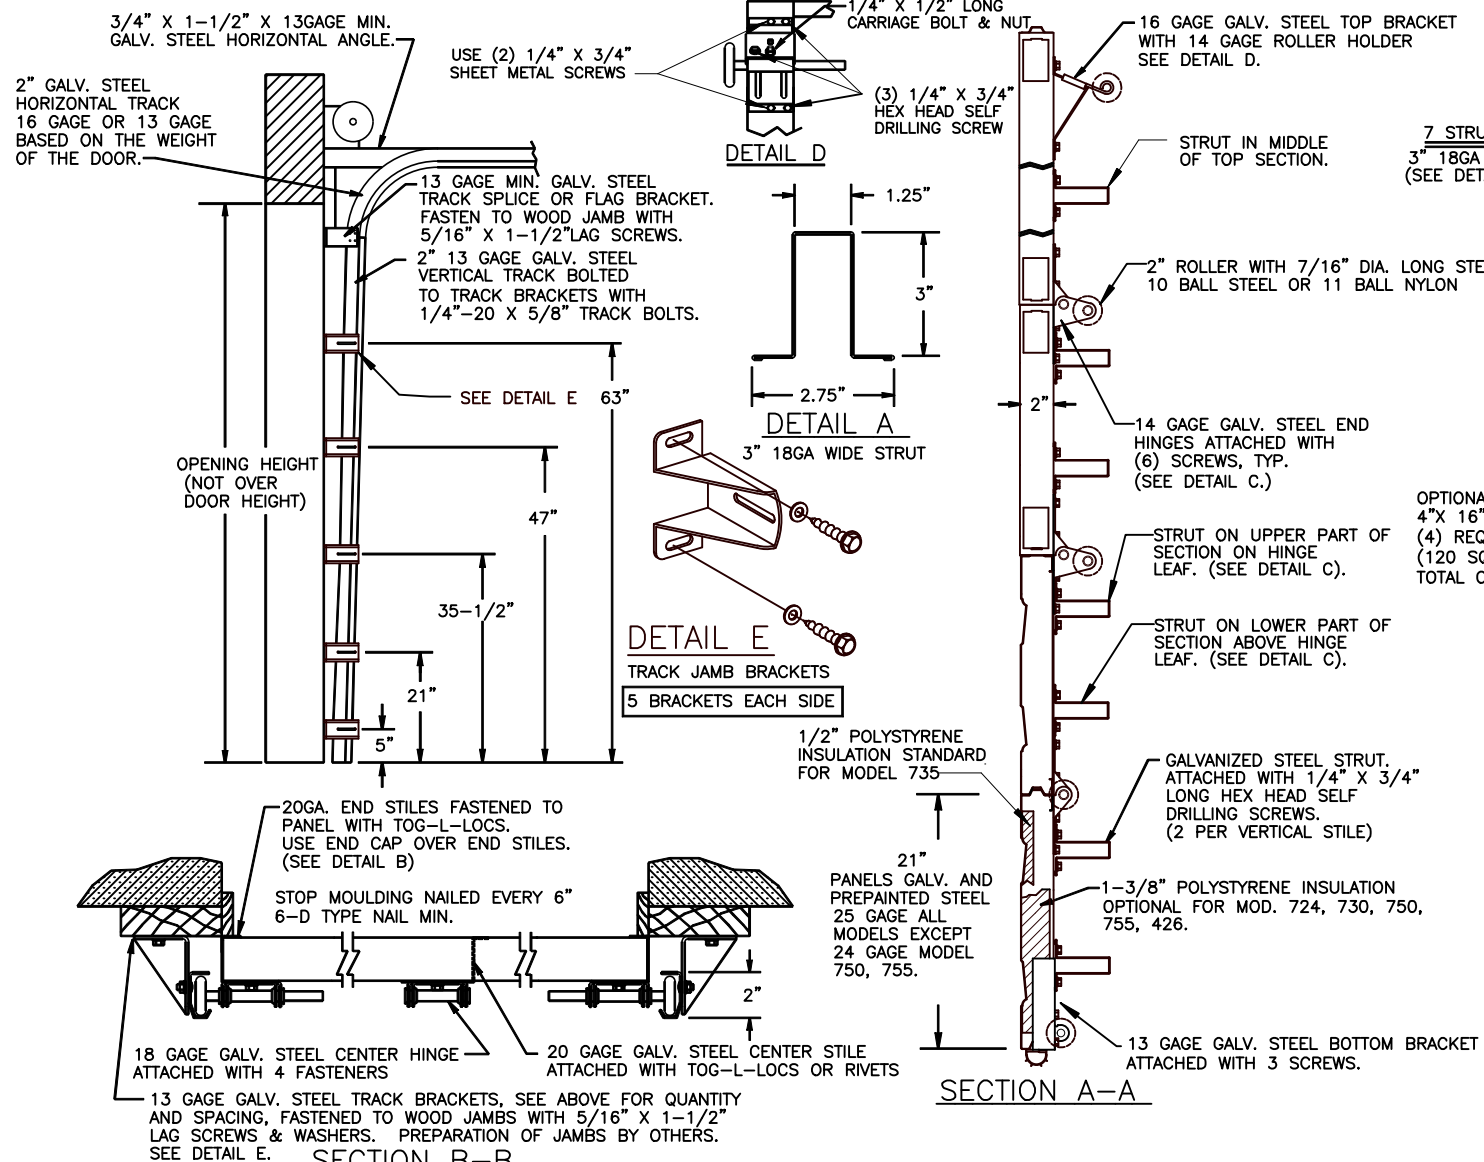 3/4" X 1-1/2" X 13GAGE MIN.
GALV. STEEL HORIZONTAL ANGLE.
2" GALV. STEEL
HORIZONTAL TRACK
16 GAGE OR 13 GAGE
BASED ON THE WEIGHT
OF THE DOOR.
USE (2) 1/4" X 3/4"
SHEET METAL SCREWS
1/4" X 1/2" LONG
CARRIAGE BOLT & NUT
(3) 1/4" X 3/4"
HEX HEAD SELF
DRILLING SCREW
DETAIL D
16 GAGE GALV. STEEL TOP BRACKET
WITH 14 GAGE ROLLER HOLDER
SEE DETAIL D.
STRUT IN MIDDLE
OF TOP SECTION.
7 STRU
3" 18GA
(SEE DET
13 GAGE MIN. GALV. STEEL
TRACK SPLICE OR FLAG BRACKET.
FASTEN TO WOOD JAMB WITH
5/16" X 1-1/2"LAG SCREWS.
2" 13 GAGE GALV. STEEL
VERTICAL TRACK BOLTED
TO TRACK BRACKETS WITH
1/4"-20 X 5/8" TRACK BOLTS.
1.25"
3"
2.75"
DETAIL A
3" 18GA WIDE STRUT
2" ROLLER WITH 7/16" DIA. LONG STE
10 BALL STEEL OR 11 BALL NYLON
2"
SEE DETAIL E
63"
OPENING HEIGHT
(NOT OVER
DOOR HEIGHT)
47"
35-1/2"
21"
5"
DETAIL E
TRACK JAMB BRACKETS
5 BRACKETS EACH SIDE
14 GAGE GALV. STEEL END
HINGES ATTACHED WITH
(6) SCREWS, TYP.
(SEE DETAIL C.)
OPTIONA
4"X 16"
(4) REQ
(120 SQ
TOTAL O
STRUT ON UPPER PART OF
SECTION ON HINGE
LEAF. (SEE DETAIL C).
STRUT ON LOWER PART OF
SECTION ABOVE HINGE
LEAF. (SEE DETAIL C).
1/2" POLYSTYRENE
INSULATION STANDARD
FOR MODEL 735
GALVANIZED STEEL STRUT.
ATTACHED WITH 1/4" X 3/4"
LONG HEX HEAD SELF
DRILLING SCREWS.
(2 PER VERTICAL STILE)
21"
PANELS GALV. AND
PREPAINTED STEEL
25 GAGE ALL
MODELS EXCEPT
24 GAGE MODEL
750, 755.
1-3/8" POLYSTYRENE INSULATION
OPTIONAL FOR MOD. 724, 730, 750,
755, 426.
13 GAGE GALV. STEEL BOTTOM BRACKET
ATTACHED WITH 3 SCREWS.
SECTION A-A
20GA. END STILES FASTENED TO
PANEL WITH TOG-L-LOCS.
USE END CAP OVER END STILES.
(SEE DETAIL B)
STOP MOULDING NAILED EVERY 6"
6-D TYPE NAIL MIN.
2"
18 GAGE GALV. STEEL CENTER HINGE
ATTACHED WITH 4 FASTENERS
20 GAGE GALV. STEEL CENTER STILE
ATTACHED WITH TOG-L-LOCS OR RIVETS
13 GAGE GALV. STEEL TRACK BRACKETS, SEE ABOVE FOR QUANTITY
AND SPACING, FASTENED TO WOOD JAMBS WITH 5/16" X 1-1/2"
LAG SCREWS & WASHERS. PREPARATION OF JAMBS BY OTHERS.
SEE DETAIL E.
SECTION B-B